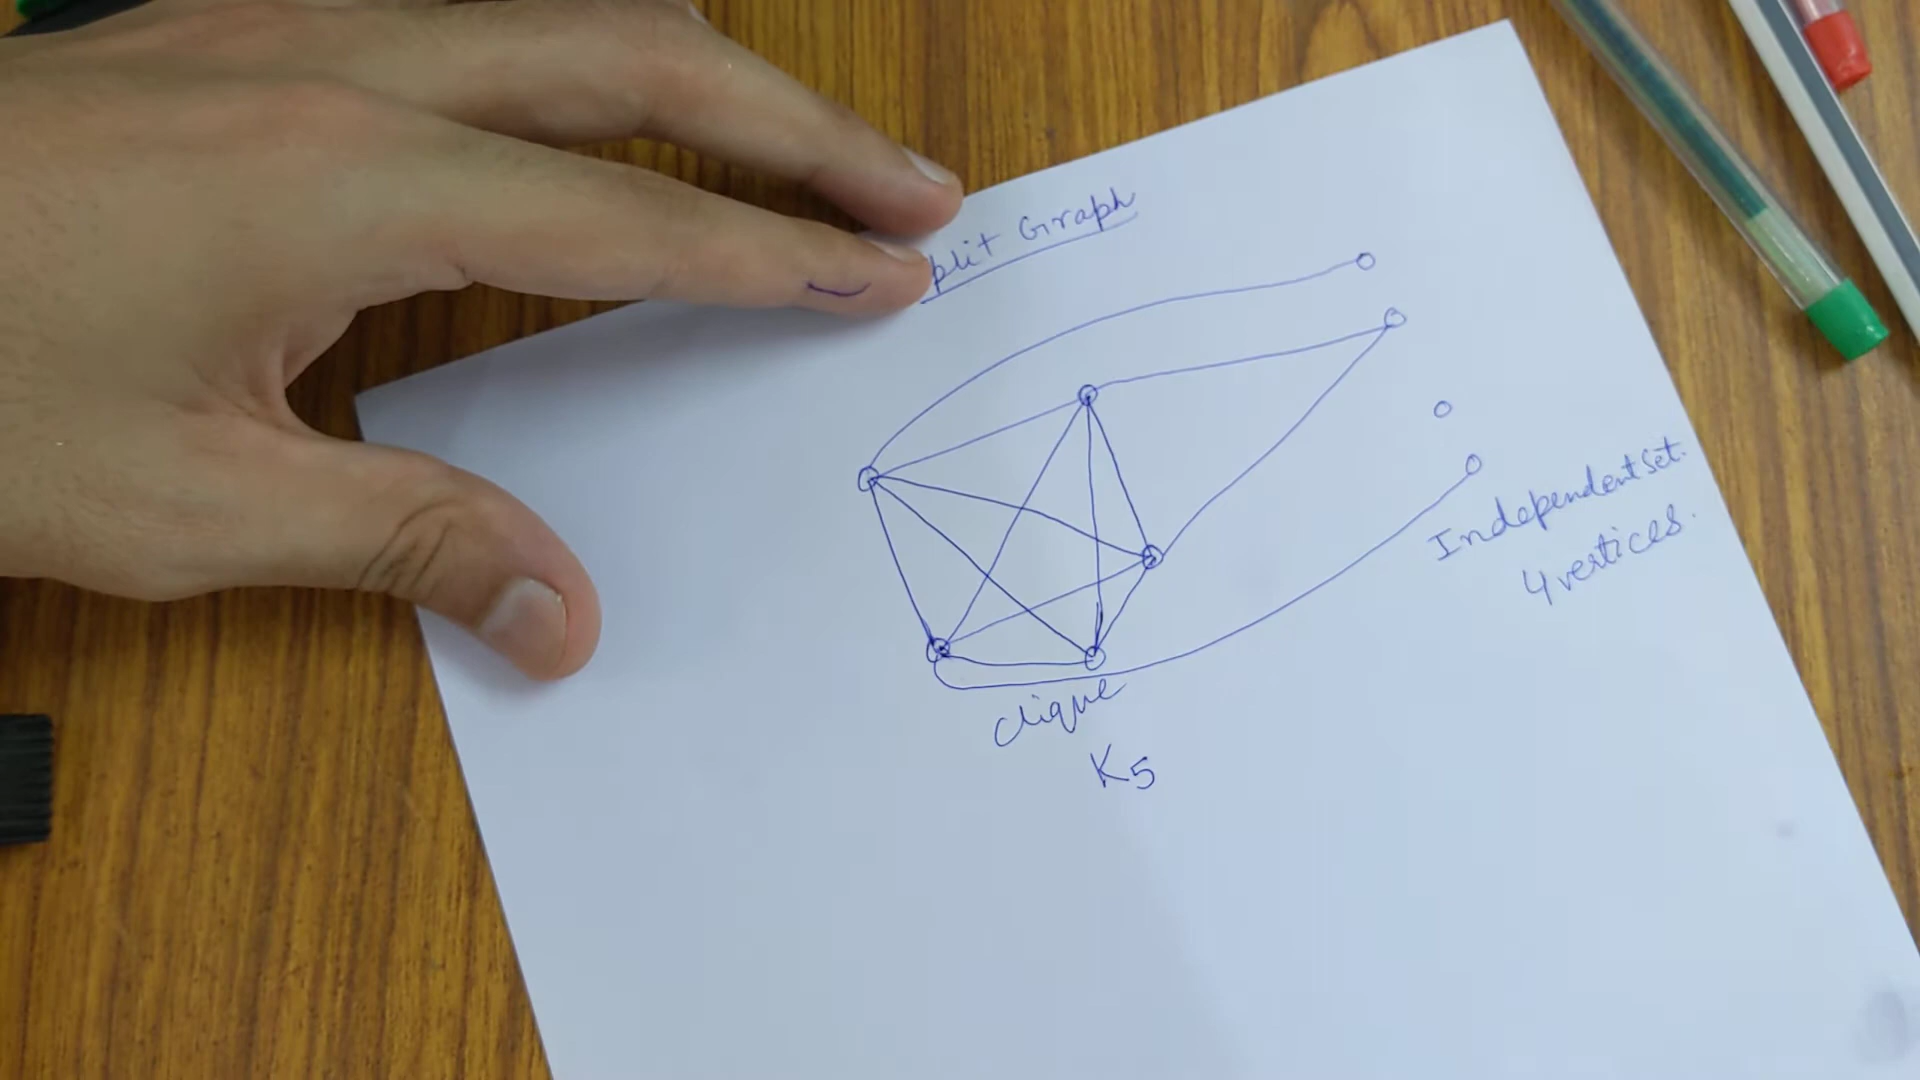 plit Graph
Independent set.
4 vertices.
clique
K5